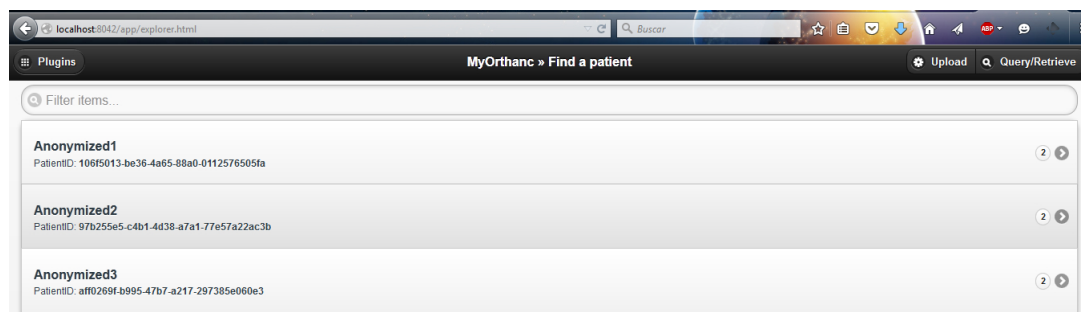 localhost:8042/app/explorer.html
Buscar
ABP
Plugins
MyOrthanc » Find a patient
Upload
Query/Retrieve
Filter items...
Anonymized1
PatientID: 106f5013-be36-4a65-88a0-0112576505fa
2
Anonymized2
PatientID: 97b255e5-c4b1-4d38-a7a1-77e57a22ac3b
2
Anonymized3
PatientID: aff0269f-b995-47b7-a217-297385e060e3
2